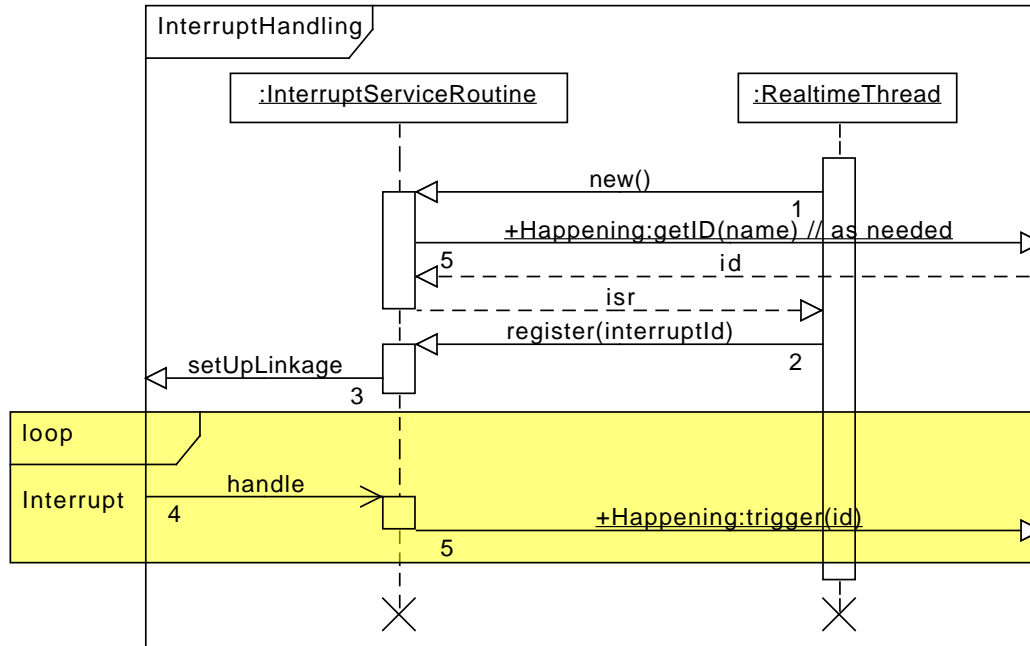 InterruptHandling
:InterruptServiceRoutine
:RealtimeThread
new()
1
+Happening:getID(name) // as needed
5
id
isr
register(interruptId)
2
setUpLinkage
3
loop
Interrupt
handle
4
+Happening:trigger(id)
5